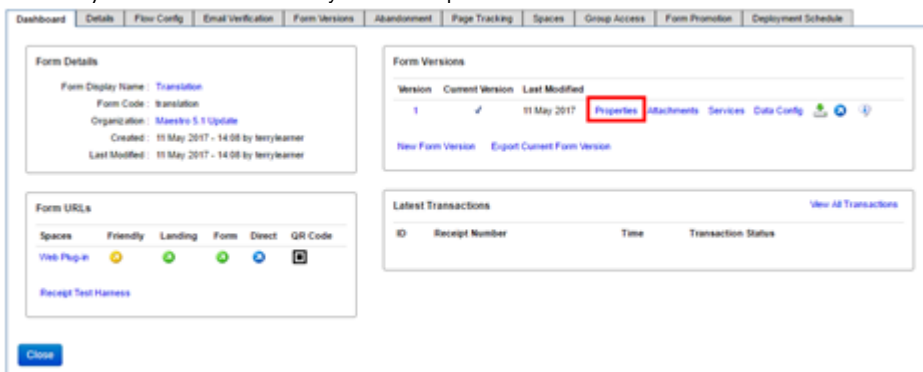 Dashboard Details Flow Config Email Verification Form Versions Abandonment Page Tracking Spaces Group Access Form Promotion Deployment Schedule
Form Details
Form Display Name : Translation
Form Code : translation
Organization : Maestro 5.1 Update
Created : 11 May 2017 - 14:08 by terrylearner
Last Modified : 11 May 2017 - 14:08 by terrylearner
Form Versions
Version Current Version Last Modified
1 11 May 2017 Properties Attachments Services Data Config
New Form Version Export Current Form Version
Form URLs
Spaces Friendly Landing Form Direct QR Code
Web Plug-in
Receipt Test Harness
Latest Transactions View All Transactions
ID Receipt Number Time Transaction Status
Close